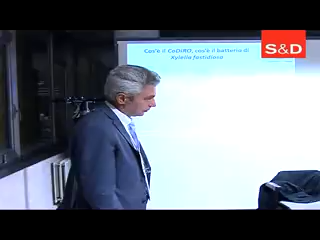 S&D
Cos'è il CoDIRO, cos'è il batterio di
Xylella fastidiosa